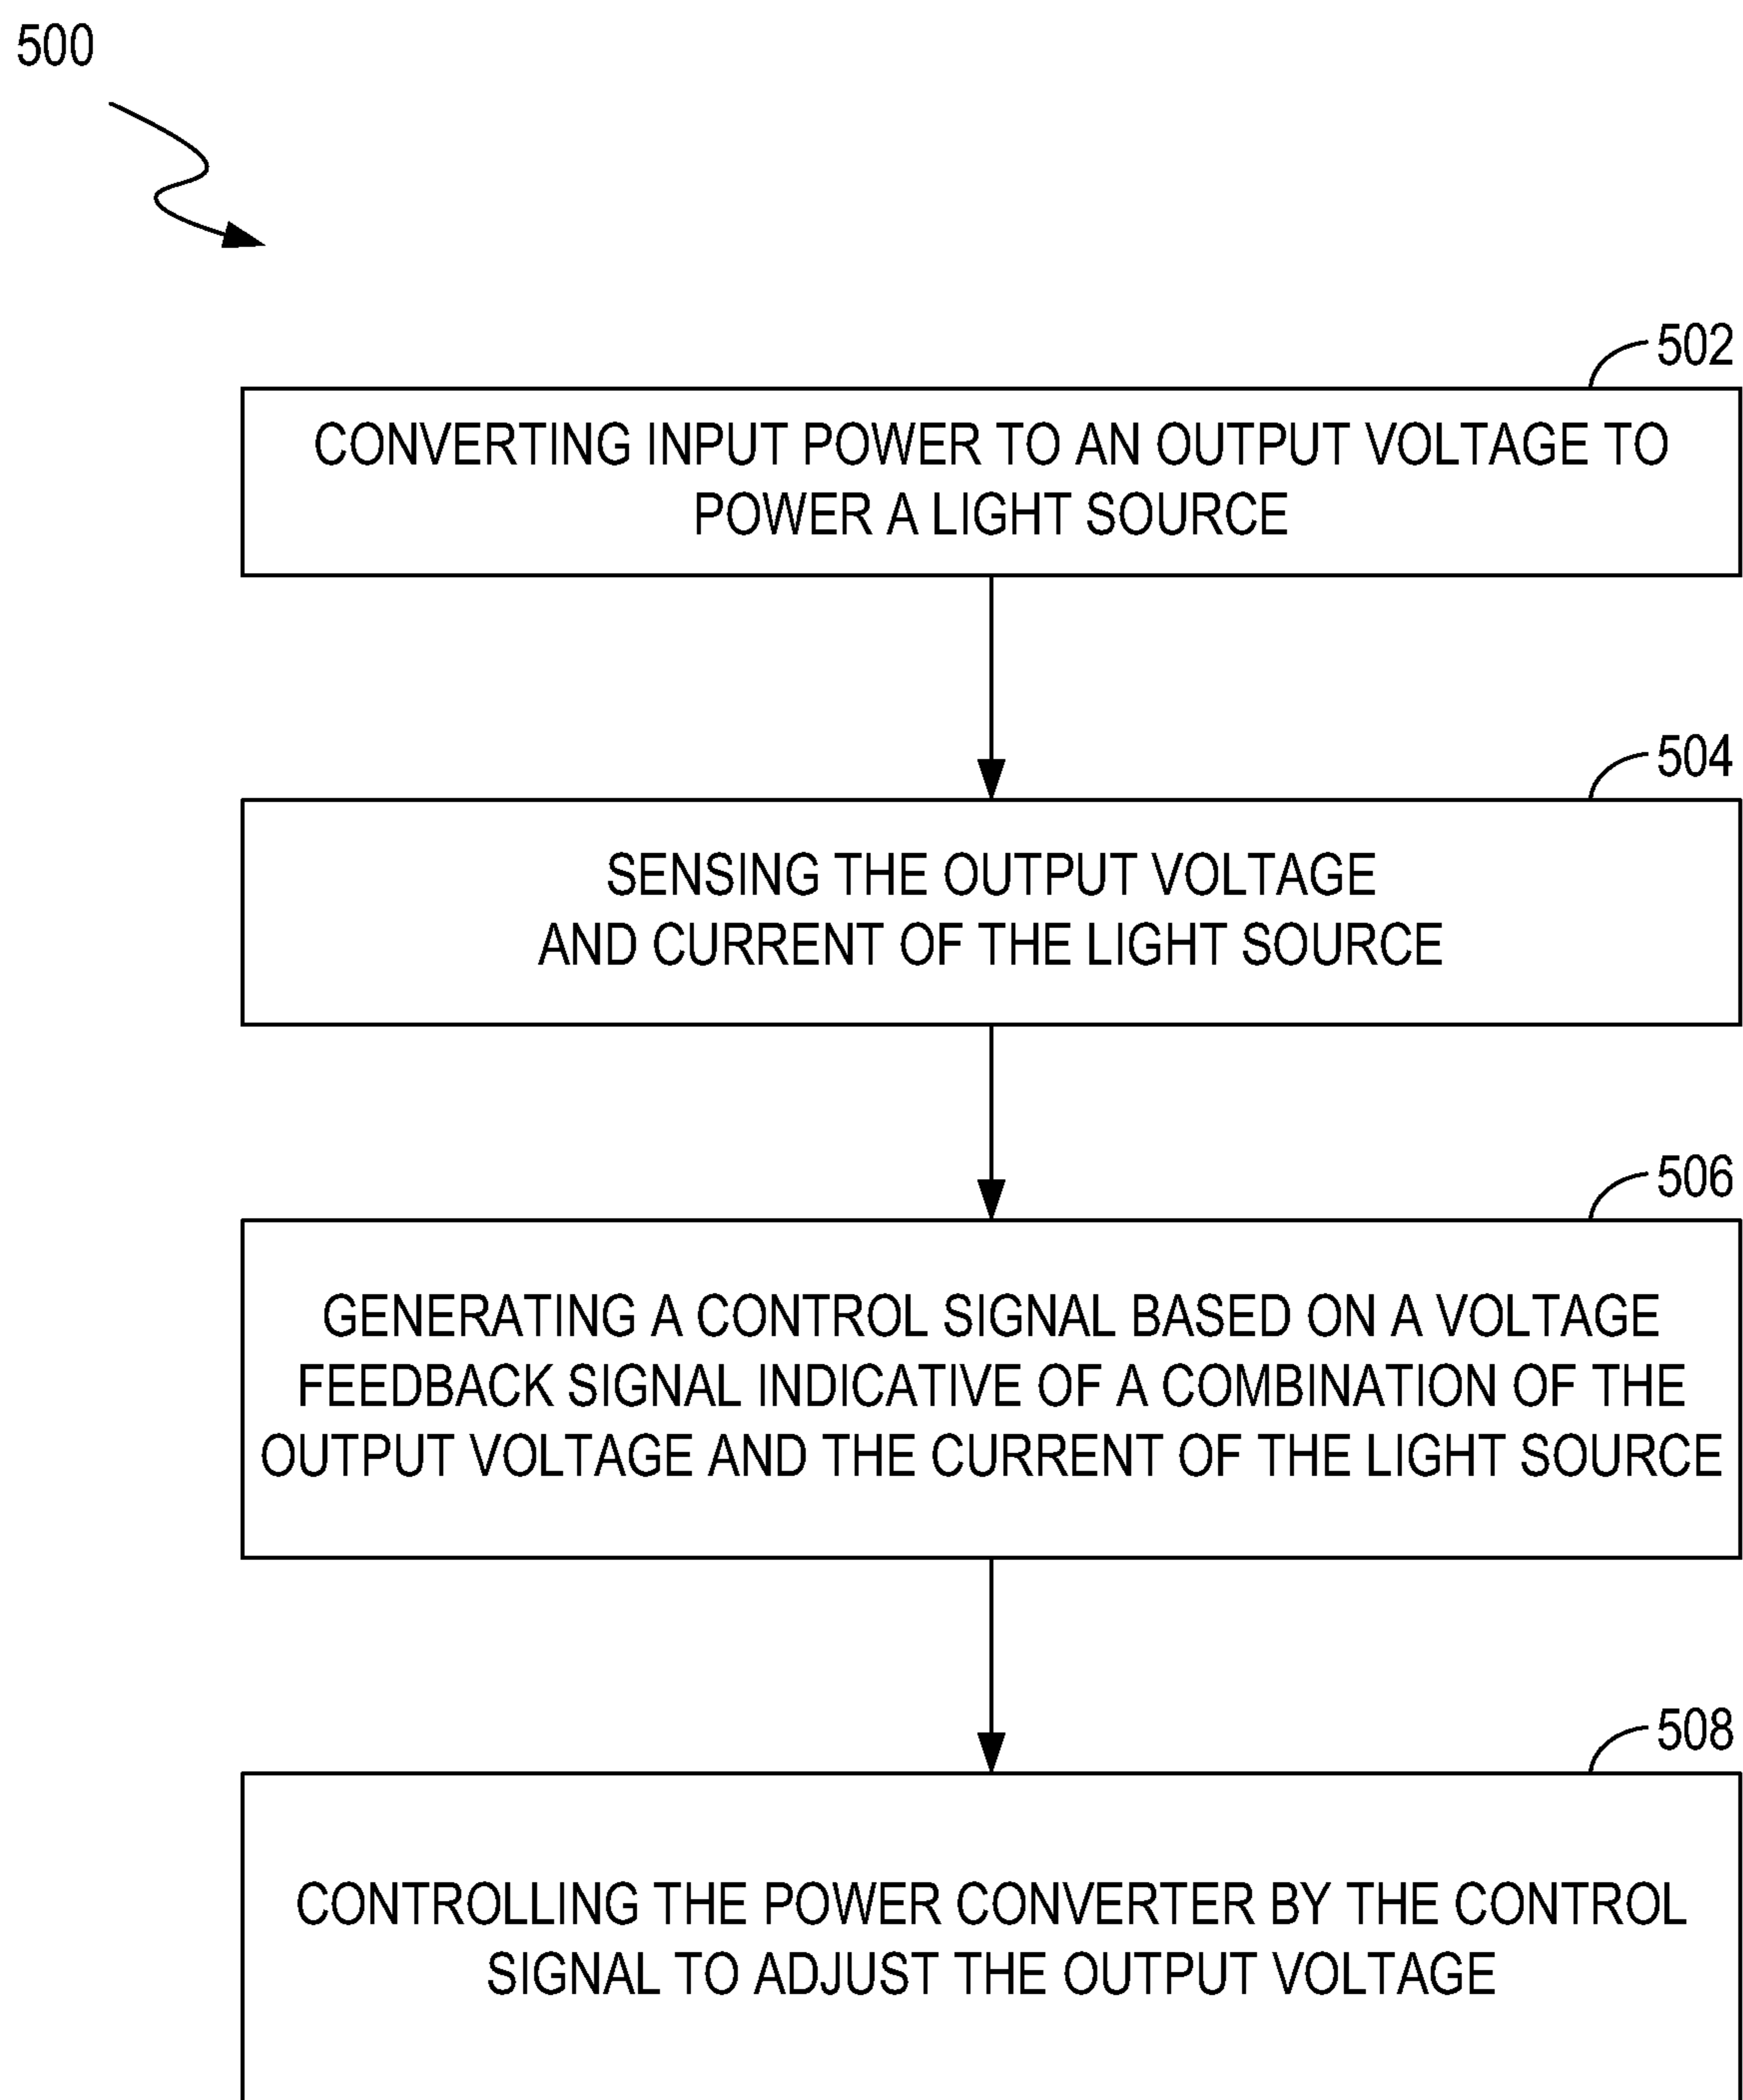 500
502
CONVERTING INPUT POWER TO AN OUTPUT VOLTAGE TO
POWER A LIGHT SOURCE
504
SENSING THE OUTPUT VOLTAGE
AND CURRENT OF THE LIGHT SOURCE
506
GENERATING A CONTROL SIGNAL BASED ON A VOLTAGE
FEEDBACK SIGNAL INDICATIVE OF A COMBINATION OF THE
OUTPUT VOLTAGE AND THE CURRENT OF THE LIGHT SOURCE
508
CONTROLLING THE POWER CONVERTER BY THE CONTROL
SIGNAL TO ADJUST THE OUTPUT VOLTAGE